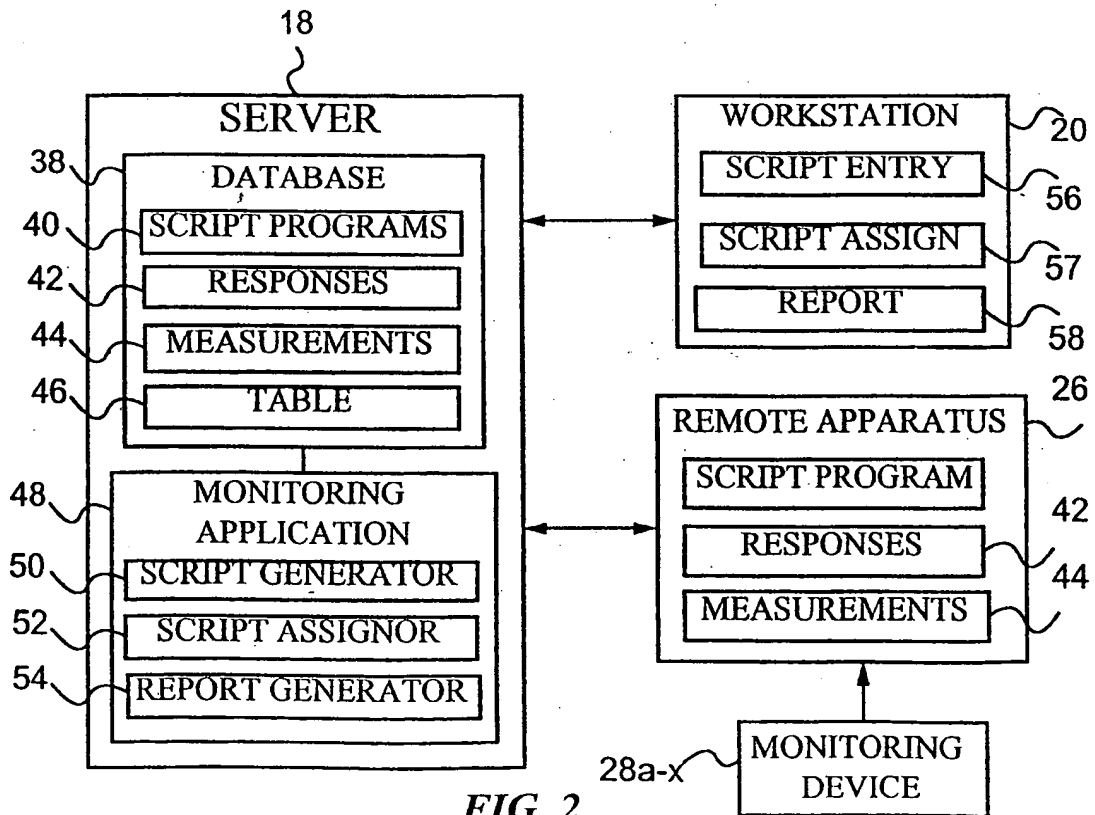 18
SERVER
38
DATABASE
40
SCRIPT PROGRAMS
42
RESPONSES
44
MEASUREMENTS
46
TABLE
48
MONITORING
APPLICATION
50
SCRIPT GENERATOR
52
SCRIPT ASSIGNOR
54
REPORT GENERATOR
WORKSTATION
20
SCRIPT ENTRY
56
SCRIPT ASSIGN
57
REPORT
58
26
REMOTE APPARATUS
SCRIPT PROGRAM
42
RESPONSES
44
MEASUREMENTS
28a-x
MONITORING
DEVICE
FIG. 2